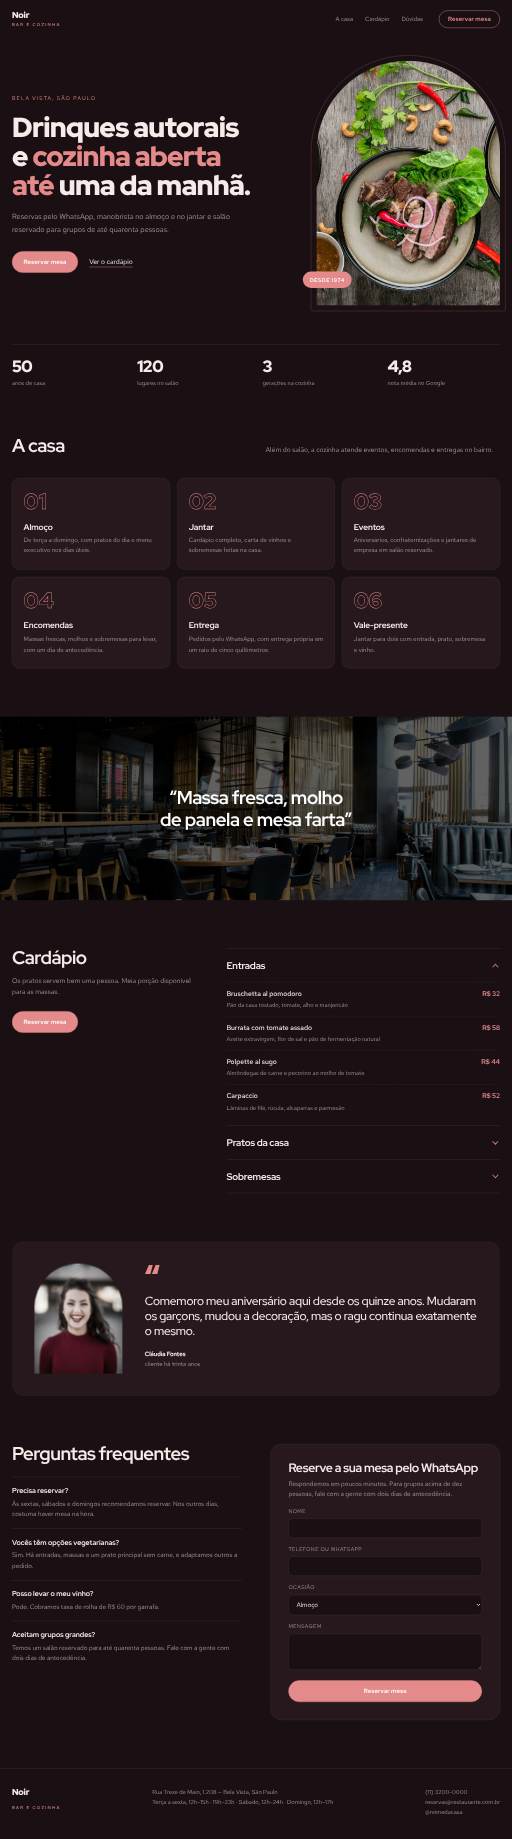 Noir
BAR E COZINHA
A casa
Cardápio
Dúvidas
Reservar mesa
BELA VISTA, SÃO PAULO
Drinques autorais
e cozinha aberta
até uma da manhã.
Reservas pelo WhatsApp, manobrista no almoço e no jantar e salão
reservado para grupos de até quarenta pessoas.
Reservar mesa
Ver o cardápio
DESDE 1974
50
anos de casa
120
lugares no salão
3
gerações na cozinha
4,8
nota média no Google
A casa
Além do salão, a cozinha atende eventos, encomendas e entregas no bairro.
01
Almoço
De terça a domingo, com pratos do dia e menu
executivo nos dias úteis.
02
Jantar
Cardápio completo, carta de vinhos e
sobremesas feitas na casa.
03
Eventos
Aniversários, confraternizações e jantares de
empresa em salão reservado.
04
Encomendas
Massas frescas, molhos e sobremesas para levar,
com um dia de antecedência.
05
Entrega
Pedidos pelo WhatsApp, com entrega própria em
um raio de cinco quilômetros.
06
Vale-presente
Jantar para dois com entrada, prato, sobremesa
e vinho.
“Massa fresca, molho
de panela e mesa farta”
Cardápio
Os pratos servem bem uma pessoa. Meia porção disponível
para as massas.
Reservar mesa
Entradas
Bruschetta al pomodoro
R$ 32
Pão da casa tostado, tomate, alho e manjericão
Burrata com tomate assado
R$ 58
Azeite extravirgem, flor de sal e pão de fermentação natural
Polpette al sugo
R$ 44
Almôndegas de carne e pecorino ao molho de tomate
Carpaccio
R$ 52
Lâminas de filé, rúcula, alcaparras e parmesão
Pratos da casa
Sobremesas
“
Comemoro meu aniversário aqui desde os quinze anos. Mudaram
os garçons, mudou a decoração, mas o ragu continua exatamente
o mesmo.
Cláudia Fontes
cliente há trinta anos
Perguntas frequentes
Precisa reservar?
Às sextas, sábados e domingos recomendamos reservar. Nos outros dias,
costuma haver mesa na hora.
Vocês têm opções vegetarianas?
Sim. Há entradas, massas e um prato principal sem carne, e adaptamos outros a
pedido.
Posso levar o meu vinho?
Pode. Cobramos taxa de rolha de R$ 60 por garrafa.
Aceitam grupos grandes?
Temos um salão reservado para até quarenta pessoas. Fale com a gente com
dois dias de antecedência.
Reserve a sua mesa pelo WhatsApp
Respondemos em poucos minutos. Para grupos acima de dez
pessoas, fale com a gente com dois dias de antecedência.
NOME
TELEFONE OU WHATSAPP
OCASIÃO
Almoço
MENSAGEM
Reservar mesa
Noir
BAR E COZINHA
Rua Treze de Maio, 1.208 — Bela Vista, São Paulo
Terça a sexta, 12h–15h · 19h–23h · Sábado, 12h–24h · Domingo, 12h–17h
(11) 3200-0000
reservas@restaurante.com.br
@nomedacasa